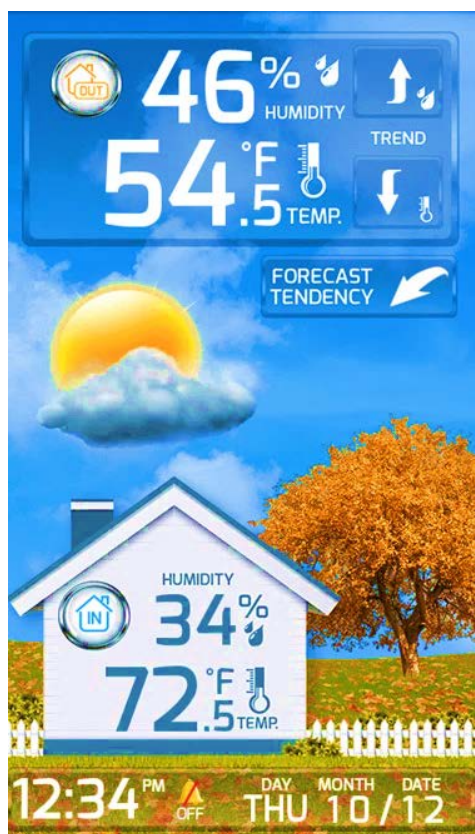 OUT
46%
HUMIDITY
TREND
54.5°F
TEMP.
FORECAST
TENDENCY
HUMIDITY
IN
34%
72.5°F
TEMP.
12:34 PM
OFF
DAY MONTH DATE
THU 10/12